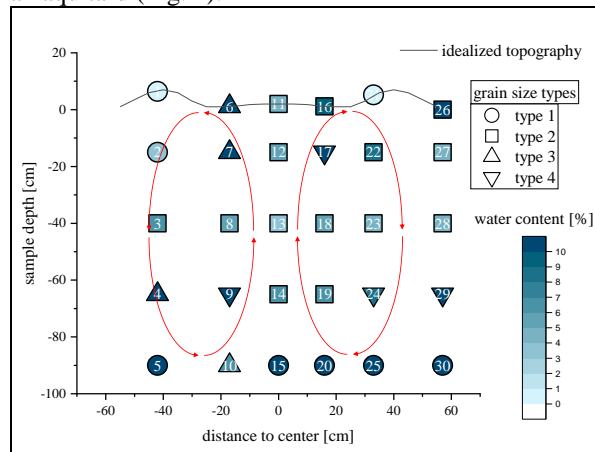 idealized topography
grain size types
type 1
type 2
type 3
type 4
water content [%]
10
9
8
7
6
5
4
3
2
1
0
sample depth [cm]
20
0
-20
-40
-60
-80
-100
6 11 16 26
2 7 12 17 22 27
3 8 13 18 23 28
4 9 14 19 24 29
5 10 15 20 25 30
-60 -40 -20 0 20 40 60
distance to center [cm]